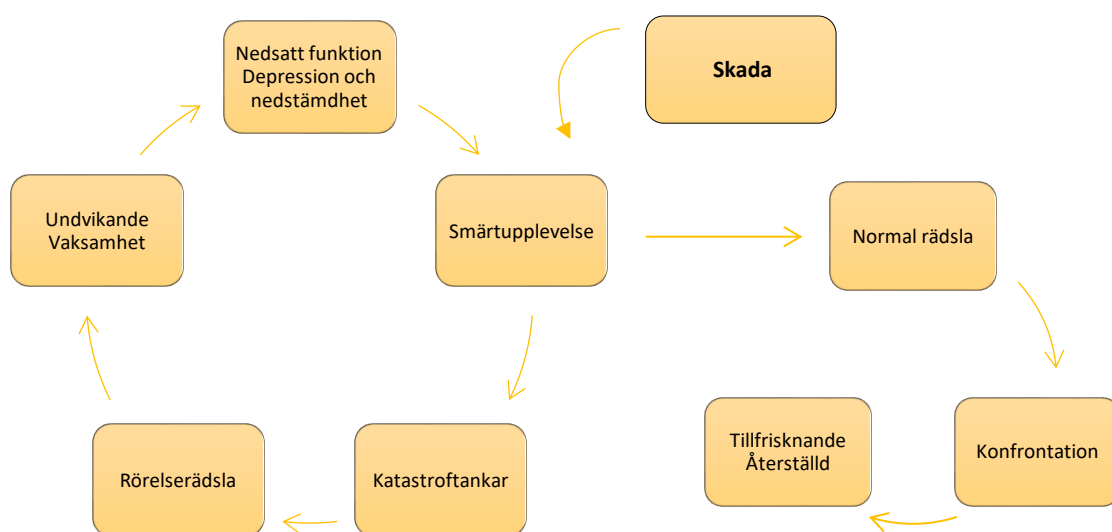 Nedsatt funktion
Depression och
nedstämdhet
Skada
Undvikande
Vaksamhet
Smärtupplevelse
Normal rädsla
Rörelserädsla
Katastroftankar
Tillfrisknande
Återställd
Konfrontation